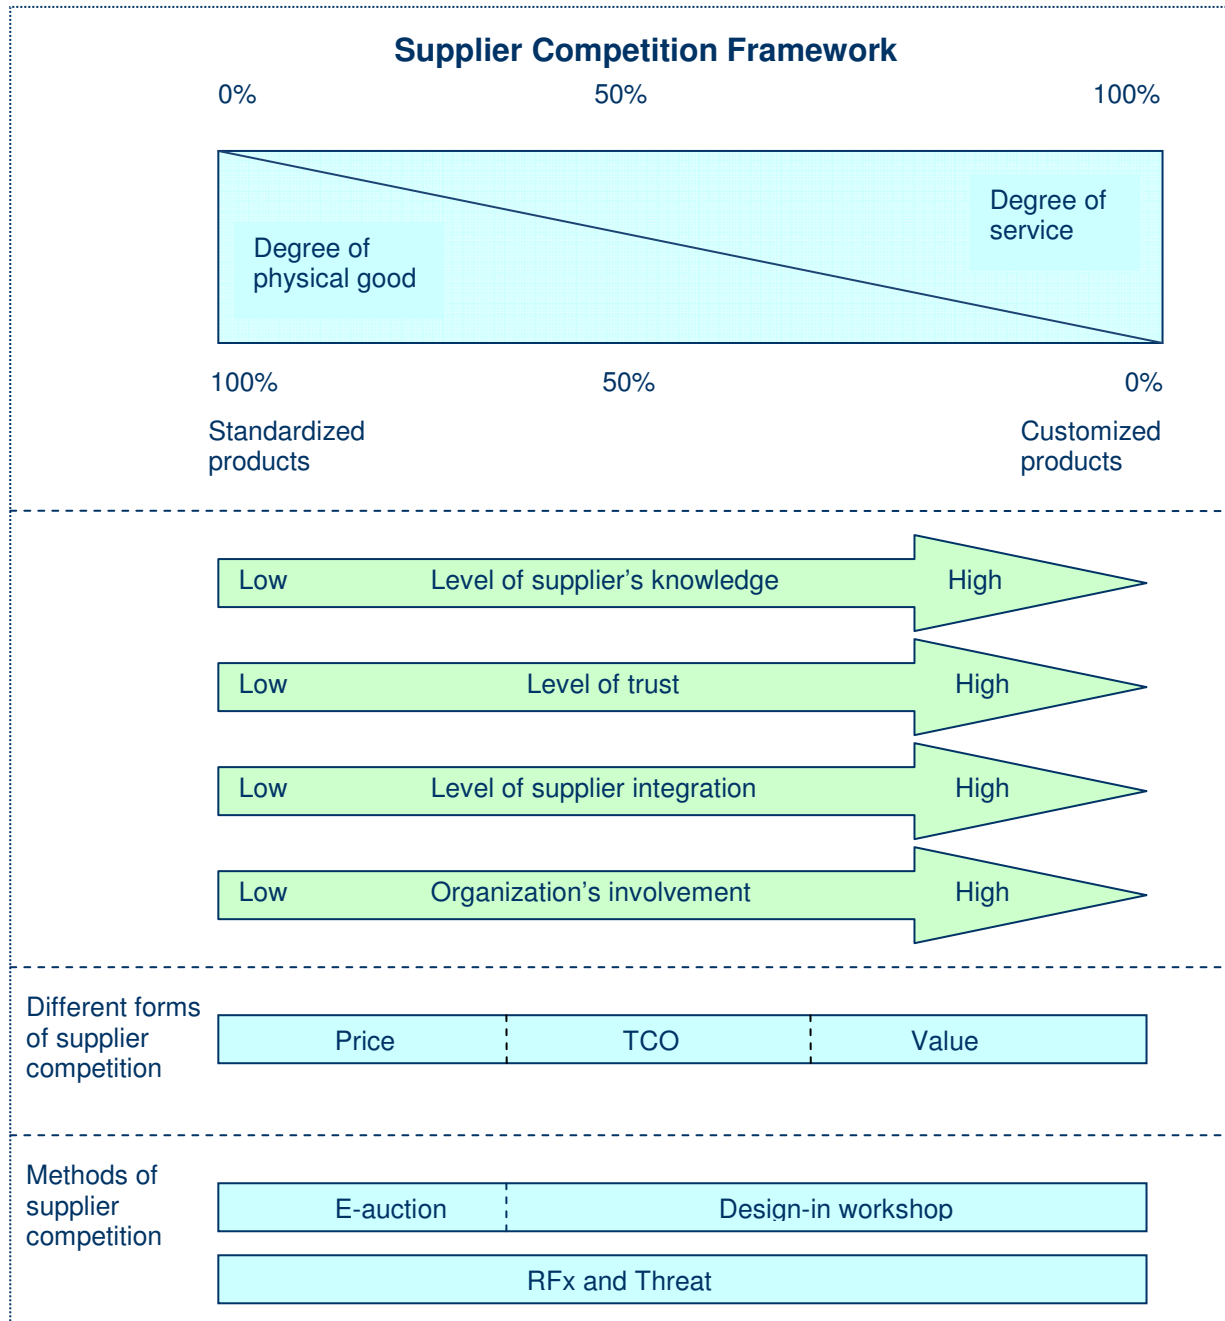 Supplier Competition Framework
0% 50% 100%
Degree of
service
Degree of
physical good
100% 50% 0%
Standardized
products
Customized
products
Low Level of supplier’s knowledge High
Low Level of trust High
Low Level of supplier integration High
Low Organization’s involvement High
Different forms
of supplier
competition
Price TCO Value
Methods of
supplier
competition
E-auction Design-in workshop
RFx and Threat